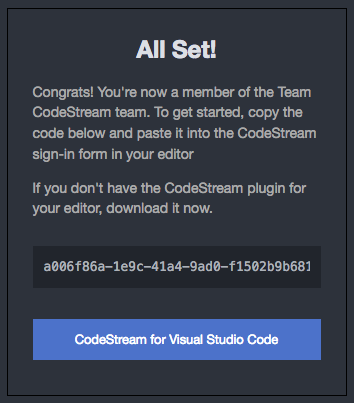 All Set!
Congrats! You're now a member of the Team
CodeStream team. To get started, copy the
code below and paste it into the CodeStream
sign-in form in your editor
If you don't have the CodeStream plugin for
your editor, download it now.
a006f86a-1e9c-41a4-9ad0-f1502b9b681
CodeStream for Visual Studio Code